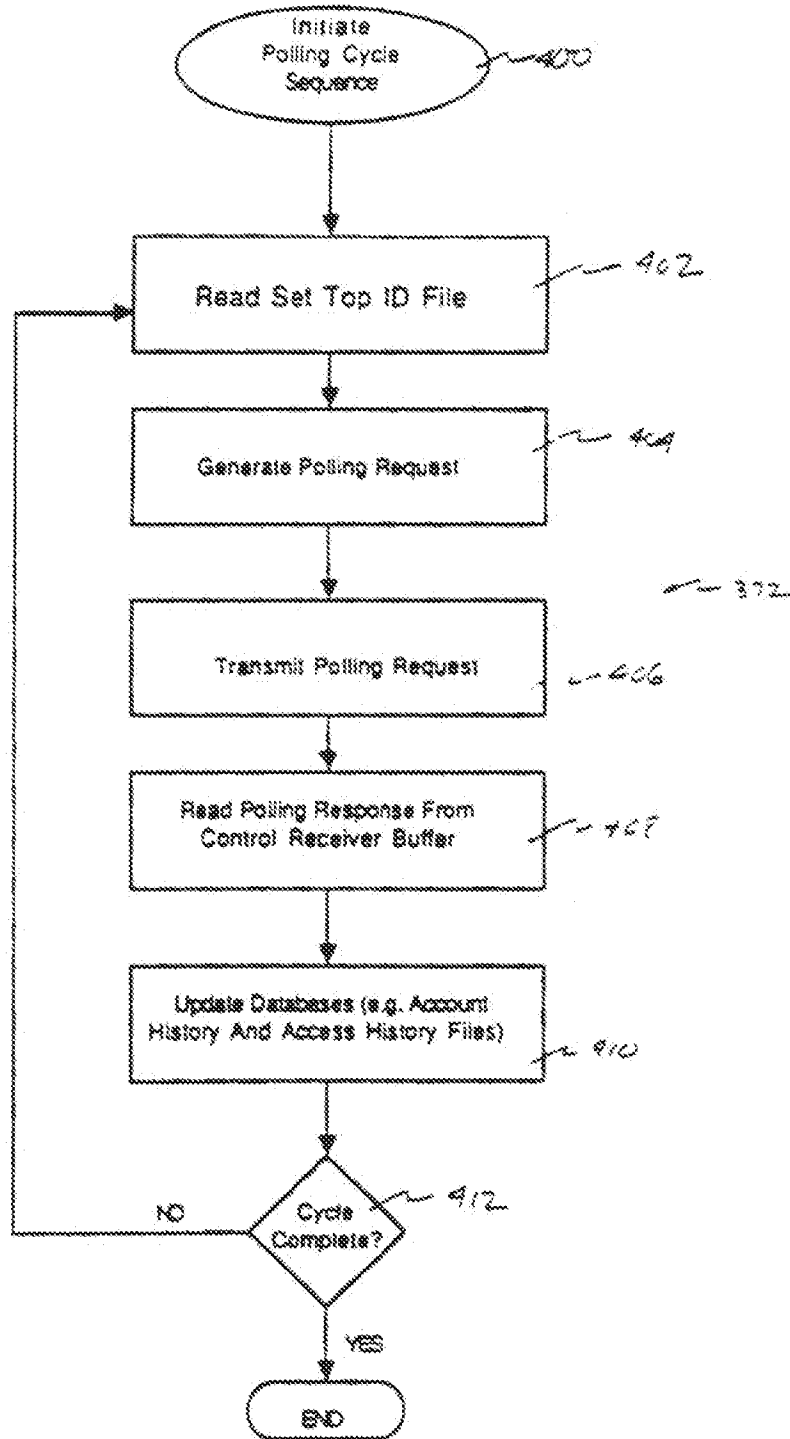 Initiate
Polling Cycle
Sequence
400
Read Set Top ID File
402
Generate Polling Request
404
372
Transmit Polling Request
406
Read Polling Response From
Control Receiver Buffer
408
Update Databases (e.g. Account
History And Access History Files)
410
Cycle
Complete?
412
NO
YES
END